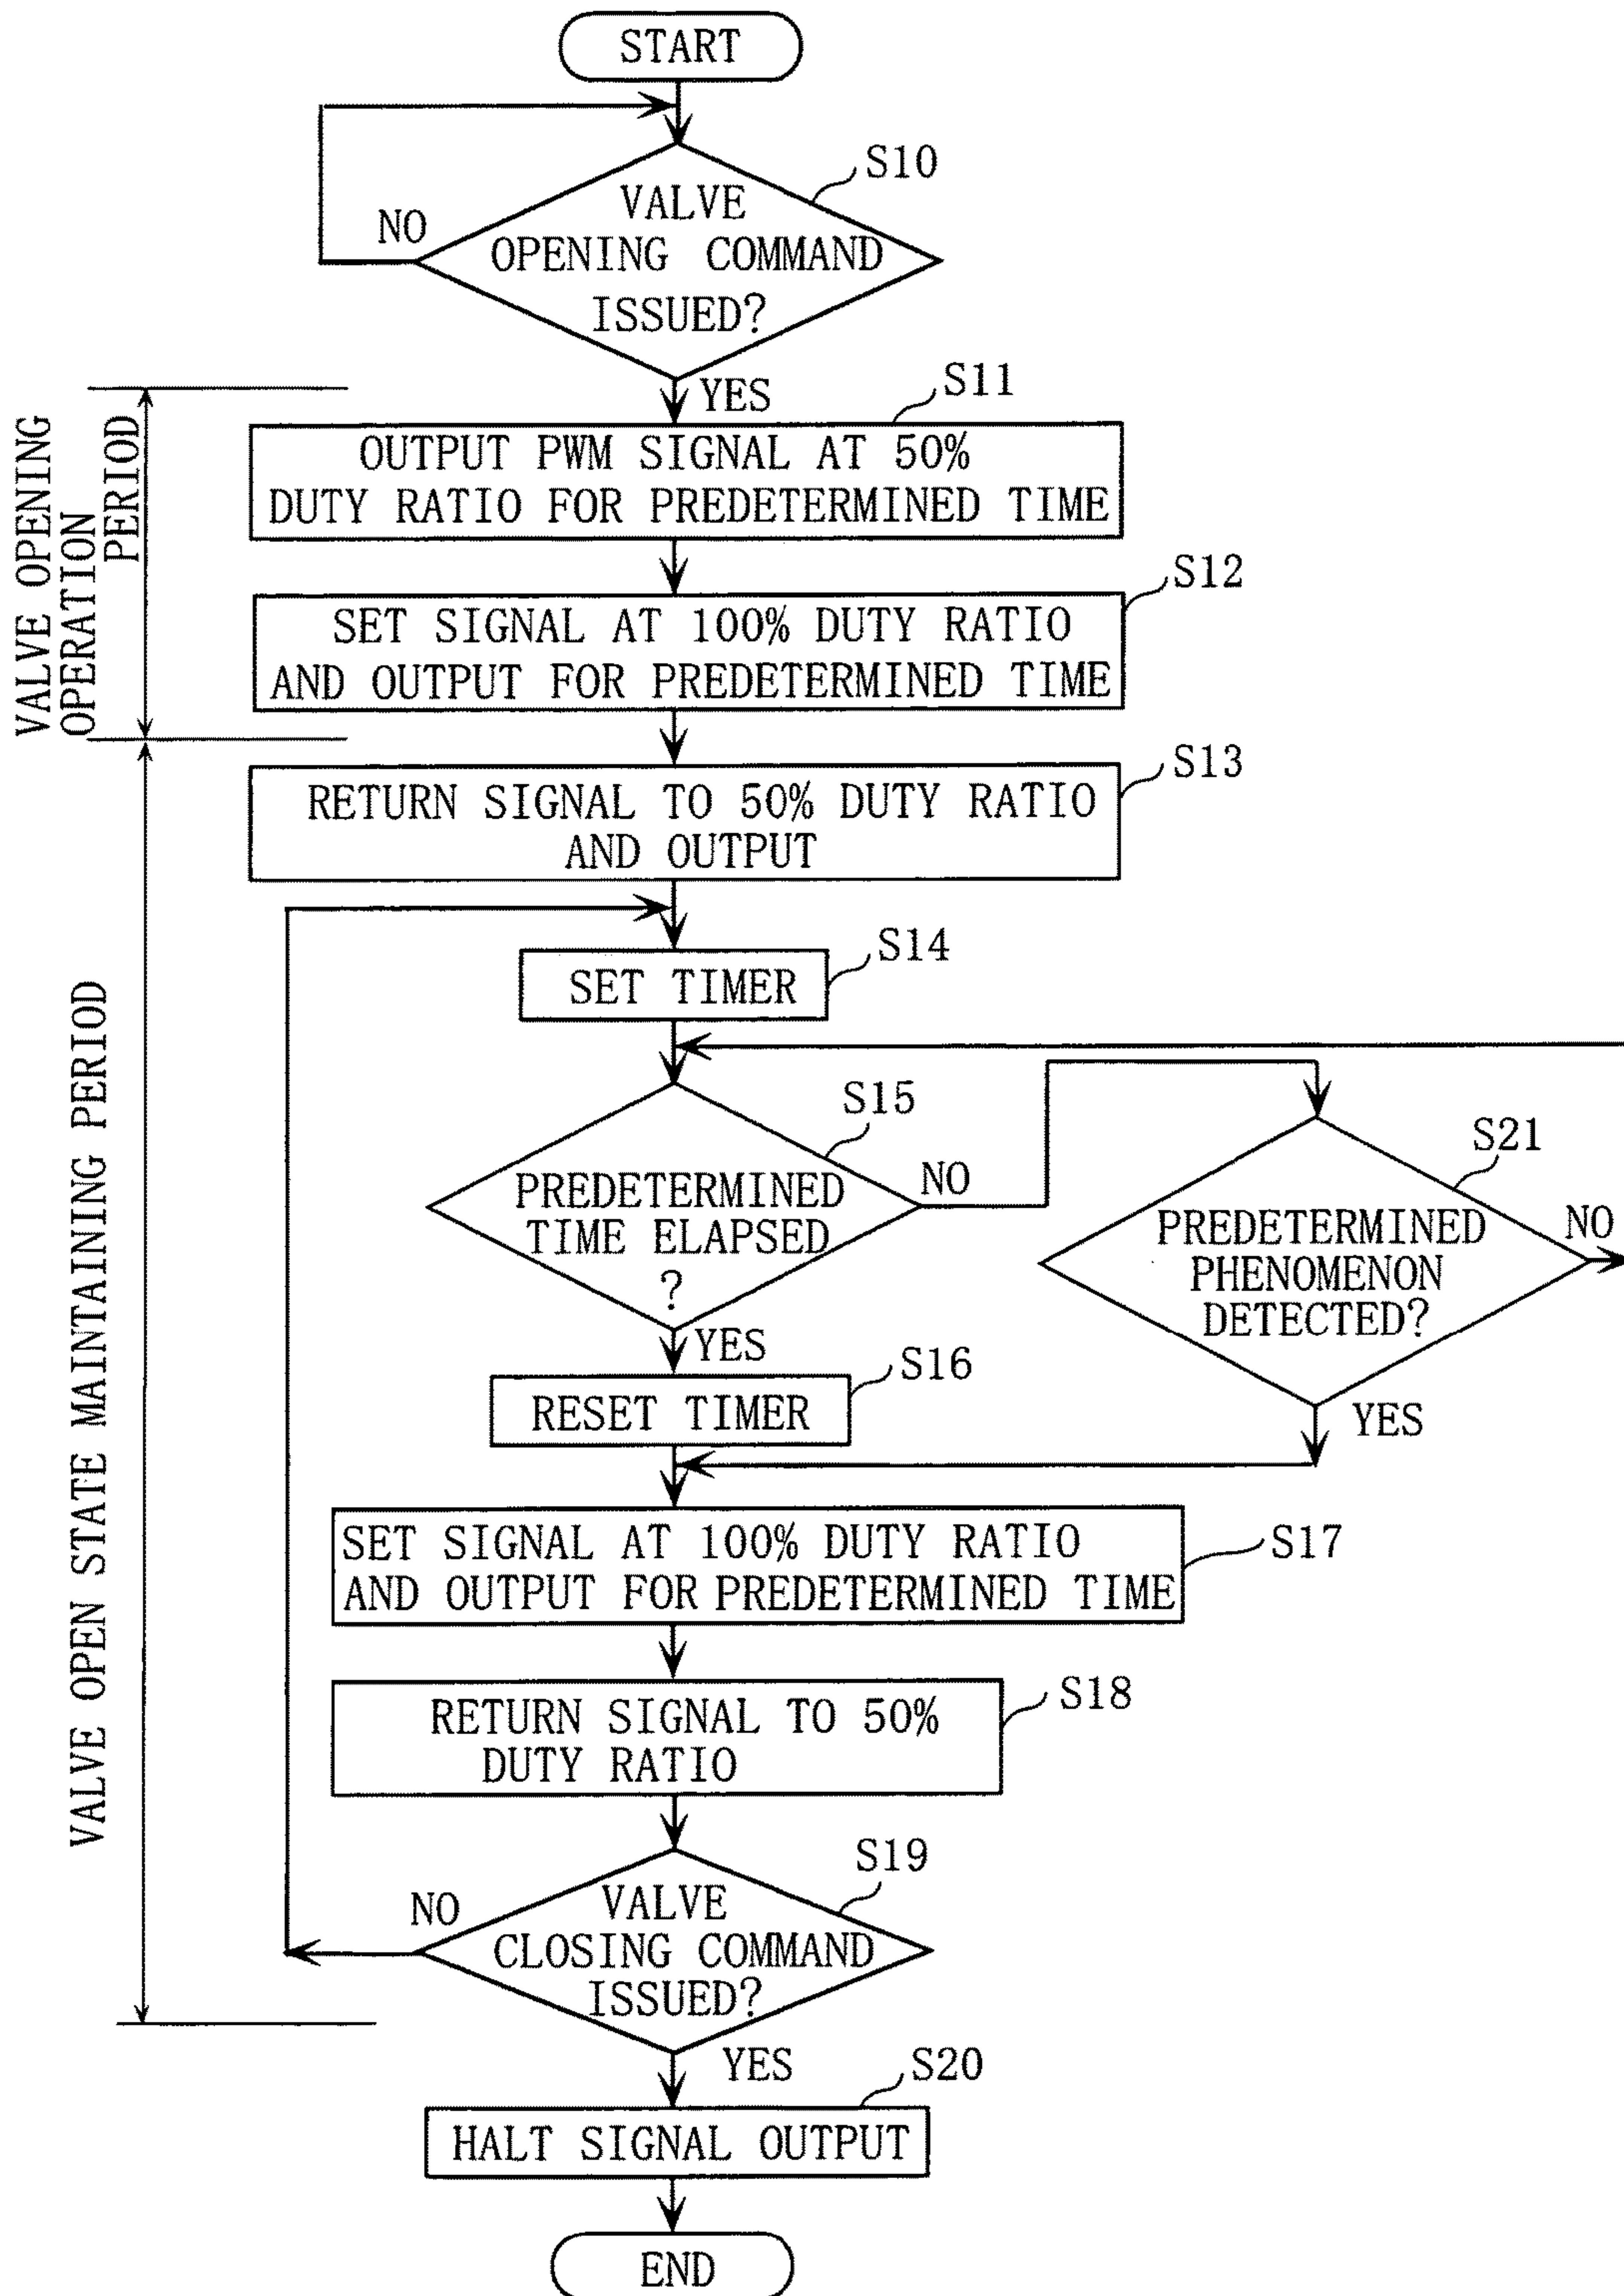 START
S10
VALVE
OPENING COMMAND
ISSUED?
NO
YES
VALVE OPENING
OPERATION
PERIOD
S11
OUTPUT PWM SIGNAL AT 50%
DUTY RATIO FOR PREDETERMINED TIME
S12
SET SIGNAL AT 100% DUTY RATIO
AND OUTPUT FOR PREDETERMINED TIME
VALVE OPEN STATE MAINTAINING PERIOD
S13
RETURN SIGNAL TO 50% DUTY RATIO
AND OUTPUT
S14
SET TIMER
S15
PREDETERMINED
TIME ELAPSED
?
NO
YES
S21
PREDETERMINED
PHENOMENON
DETECTED?
NO
YES
S16
RESET TIMER
S17
SET SIGNAL AT 100% DUTY RATIO
AND OUTPUT FOR PREDETERMINED TIME
S18
RETURN SIGNAL TO 50%
DUTY RATIO
S19
VALVE
CLOSING COMMAND
ISSUED?
NO
YES
S20
HALT SIGNAL OUTPUT
END